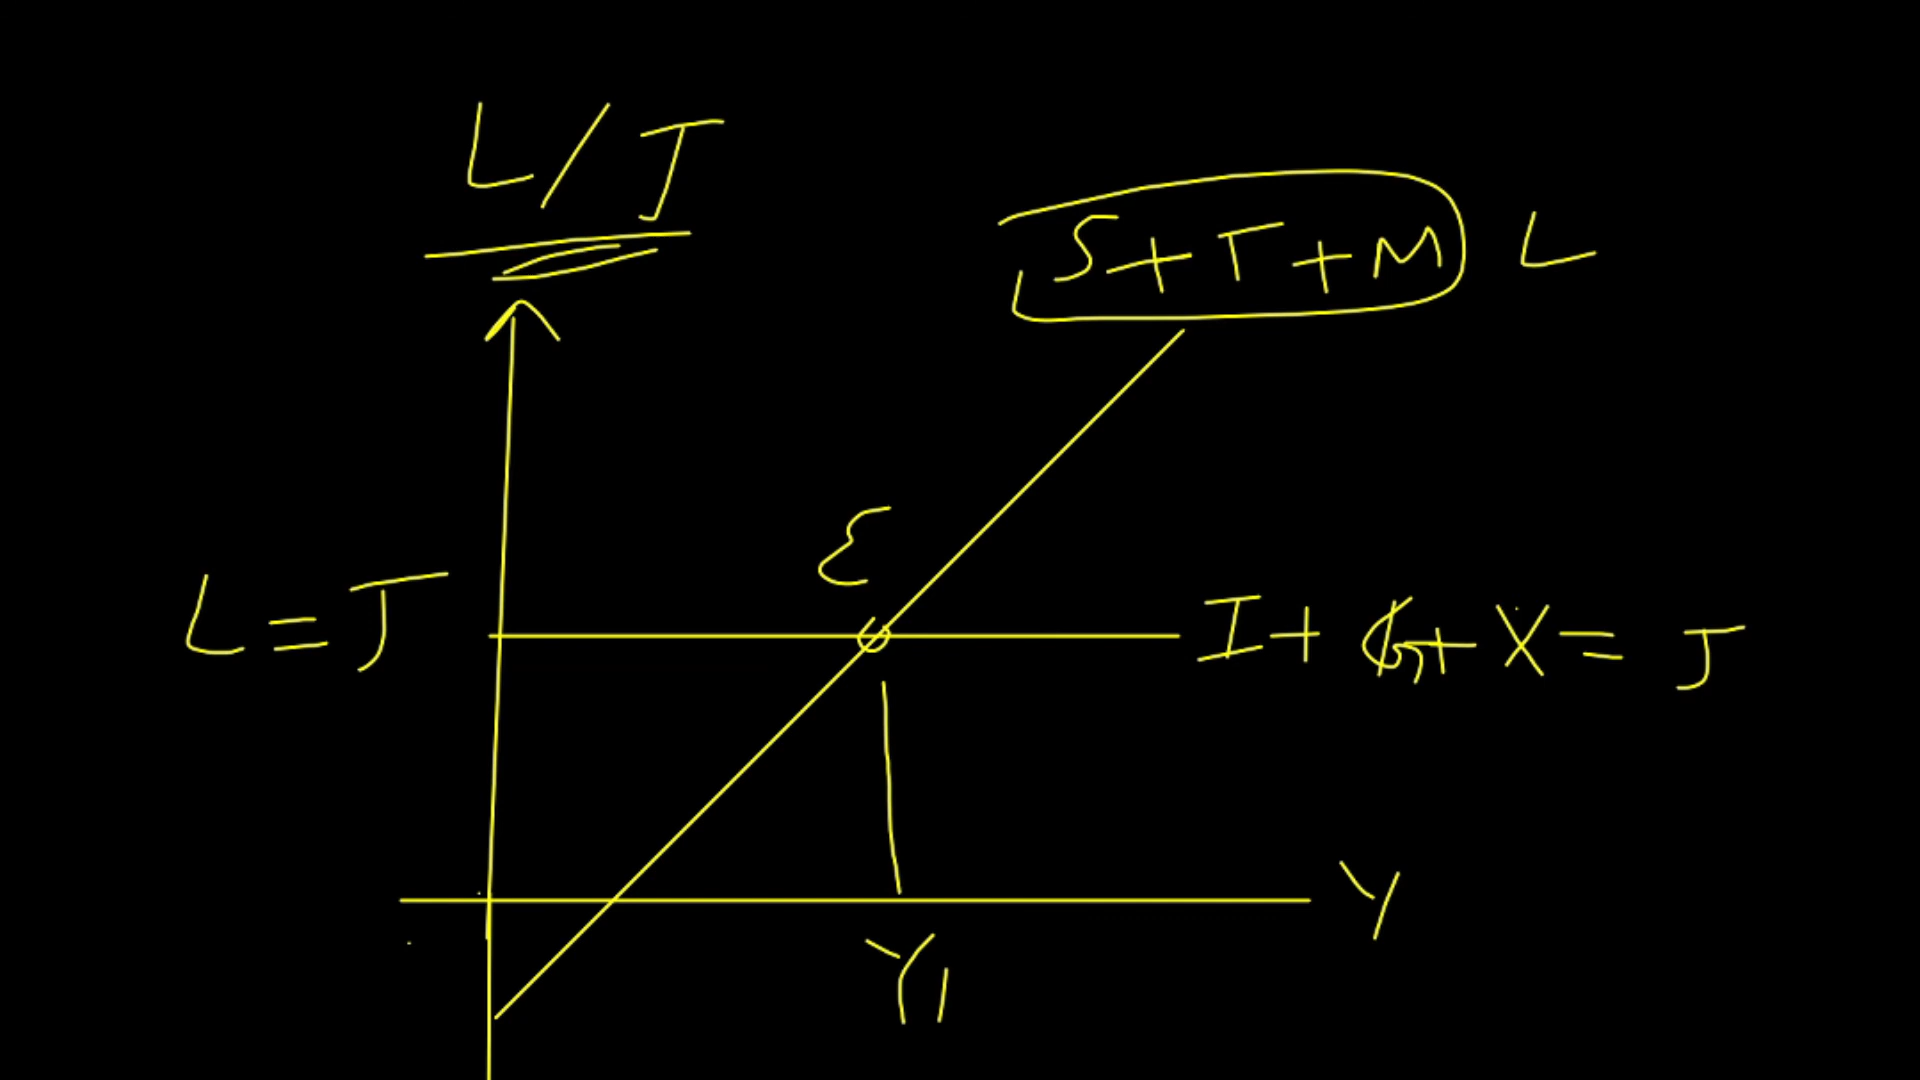 L/J
S+T+M L
E
L=J
I+G+X=J
Y
Y1